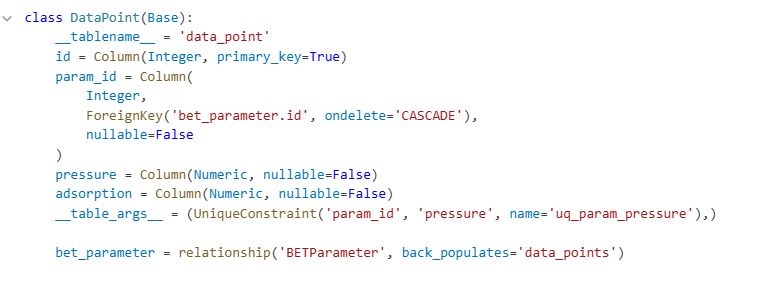 class DataPoint(Base):
    __tablename__ = 'data_point'
    id = Column(Integer, primary_key=True)
    param_id = Column(
        Integer,
        ForeignKey('bet_parameter.id', ondelete='CASCADE'),
        nullable=False
    )
    pressure = Column(Numeric, nullable=False)
    adsorption = Column(Numeric, nullable=False)
    __table_args__ = (UniqueConstraint('param_id', 'pressure', name='uq_param_pressure'),)

    bet_parameter = relationship('BETParameter', back_populates='data_points')